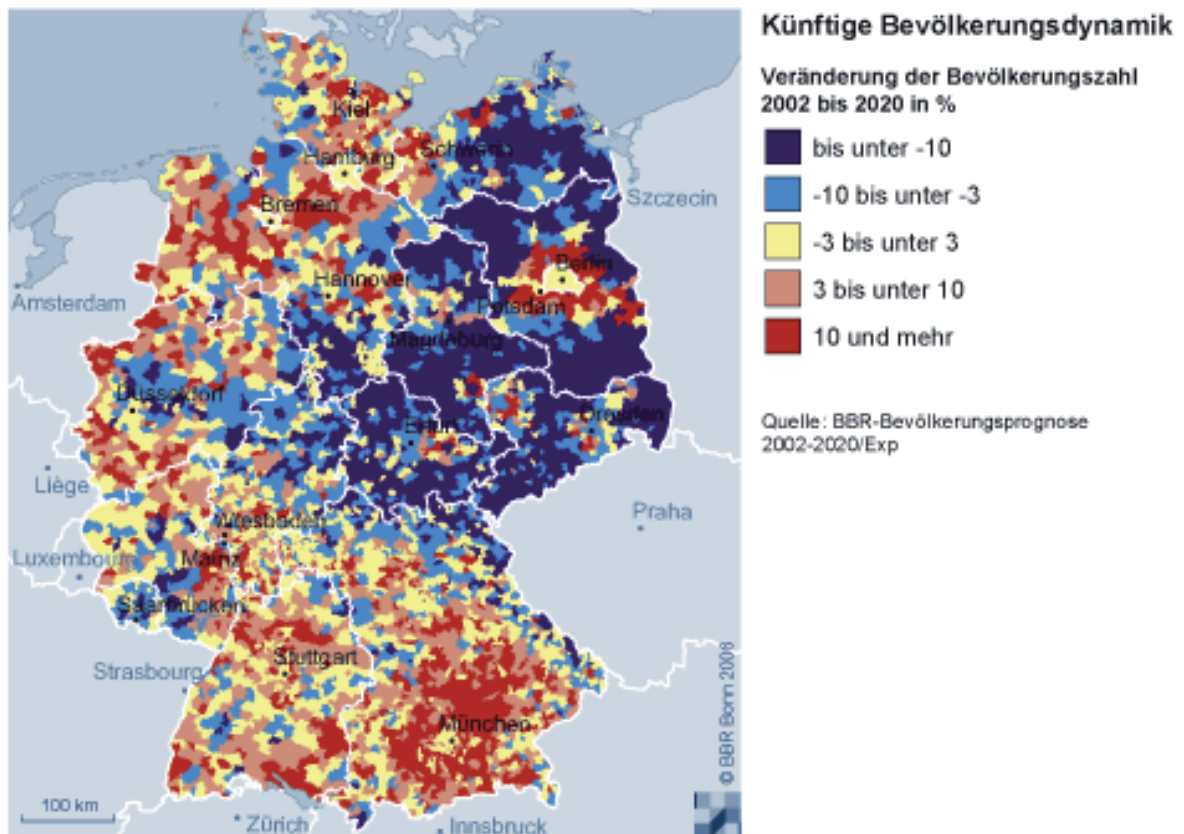 Künftige Bevölkerungsdynamik
Veränderung der Bevölkerungszahl
2002 bis 2020 in %
bis unter -10
-10 bis unter -3
-3 bis unter 3
3 bis unter 10
10 und mehr
Quelle: BBR-Bevölkerungsprognose
2002-2020/Exp
Kiel
Hamburg
Schwerin
Szczecin
Bremen
Berlin
Hannover
Amsterdam
Potsdam
Magdeburg
Düsseldorf
Dresden
Erfurt
Liège
Praha
Wiesbaden
Luxembourg
Mainz
Saarbrücken
Stuttgart
Strasbourg
München
100 km
Zürich
Innsbruck
© BBR Bonn 2006